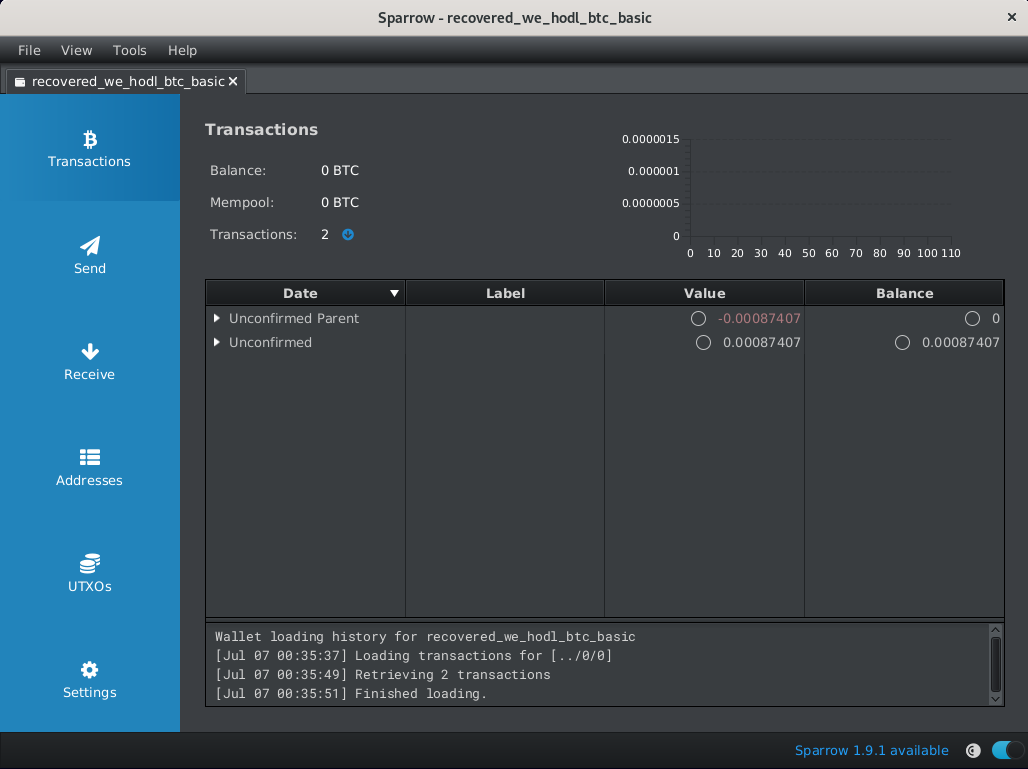 Sparrow - recovered_we_hodl_btc_basic ×
File View Tools Help
recovered_we_hodl_btc_basic ×
Transactions
Send
Receive
Addresses
UTXOs
Settings
Transactions
Balance: 0 BTC
Mempool: 0 BTC
Transactions: 2
0.0000015
0.000001
0.0000005
0
0 10 20 30 40 50 60 70 80 90 100 110
Date Label Value Balance
Unconfirmed Parent -0.00087407 0
Unconfirmed 0.00087407 0.00087407
Wallet loading history for recovered_we_hodl_btc_basic
[Jul 07 00:35:37] Loading transactions for [../0/0]
[Jul 07 00:35:49] Retrieving 2 transactions
[Jul 07 00:35:51] Finished loading.
Sparrow 1.9.1 available